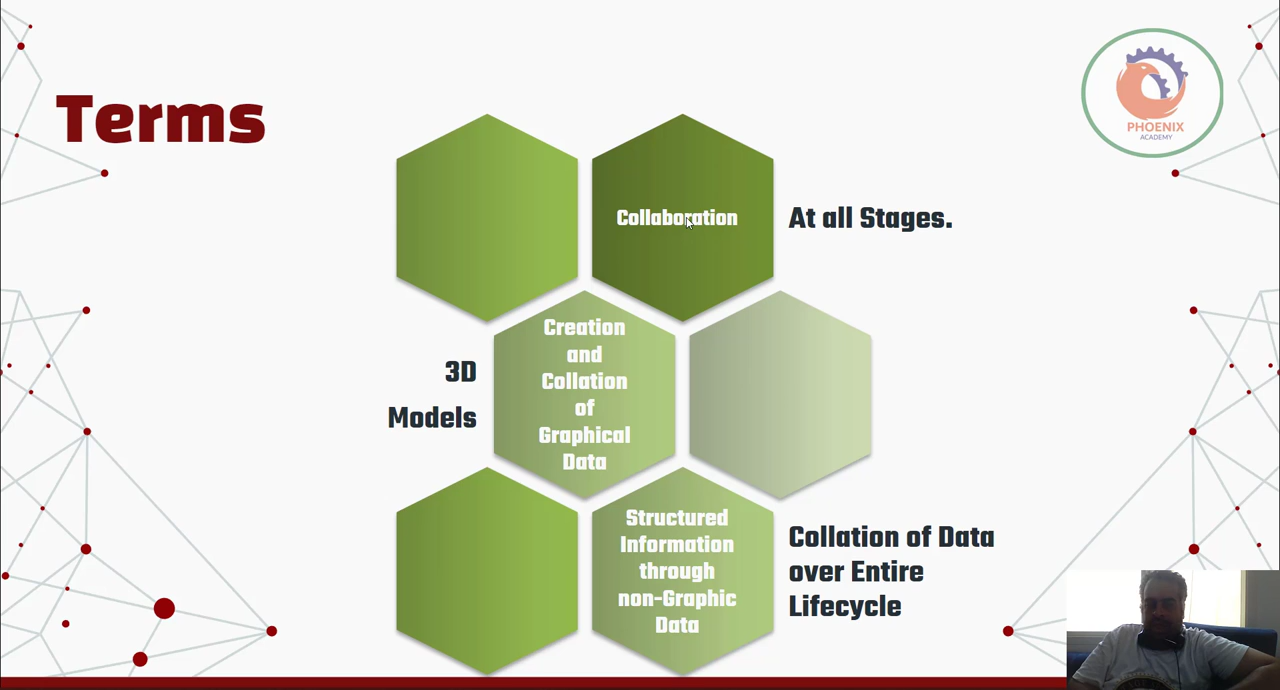 Terms
PHOENIX
ACADEMY
Collaboration
At all Stages.
3D
Models
Creation
and
Collation
of
Graphical
Data
Structured
Information
through
non-Graphic
Data
Collation of Data
over Entire
Lifecycle